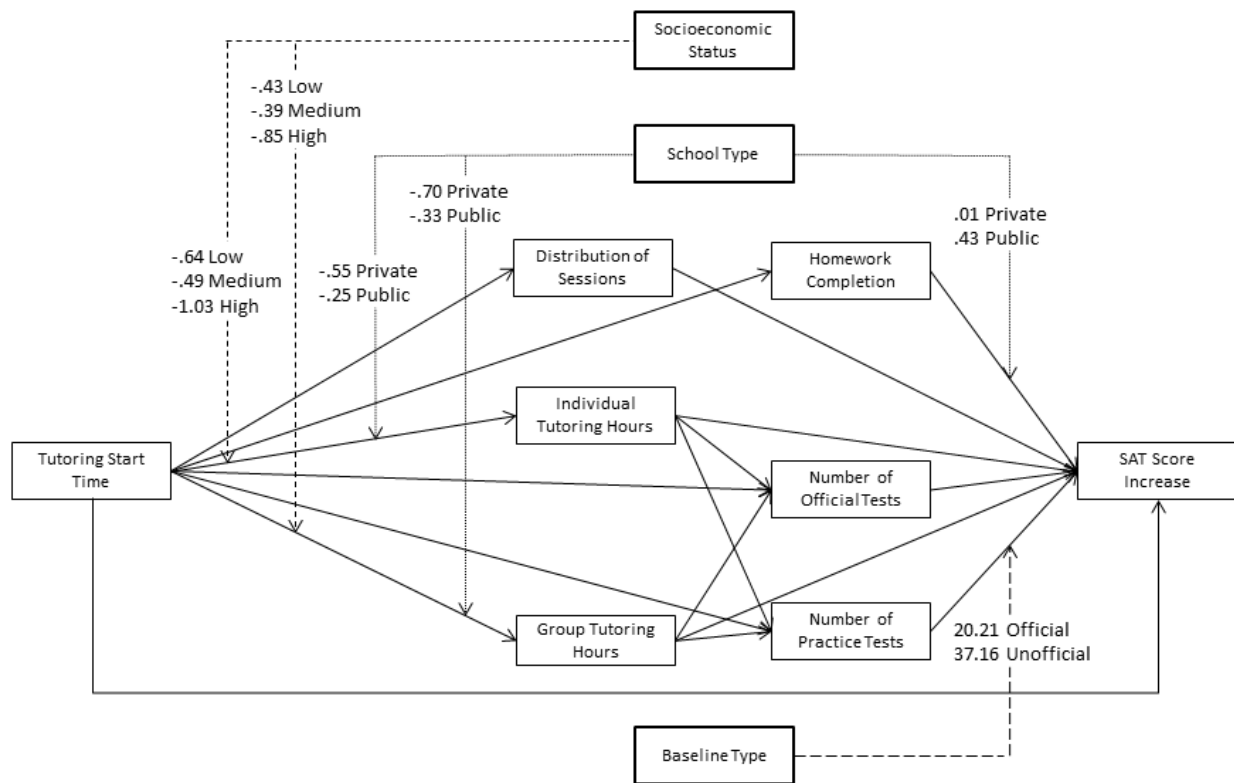 Socioeconomic
Status
-.43 Low
-.39 Medium
-.85 High
School Type
-.70 Private
-.33 Public
.01 Private
.43 Public
-.64 Low
-.49 Medium
-1.03 High
-.55 Private
-.25 Public
Distribution of
Sessions
Homework
Completion
Individual
Tutoring Hours
Tutoring Start
Time
Number of
Official Tests
SAT Score
Increase
Group Tutoring
Hours
Number of
Practice Tests
20.21 Official
37.16 Unofficial
Baseline Type